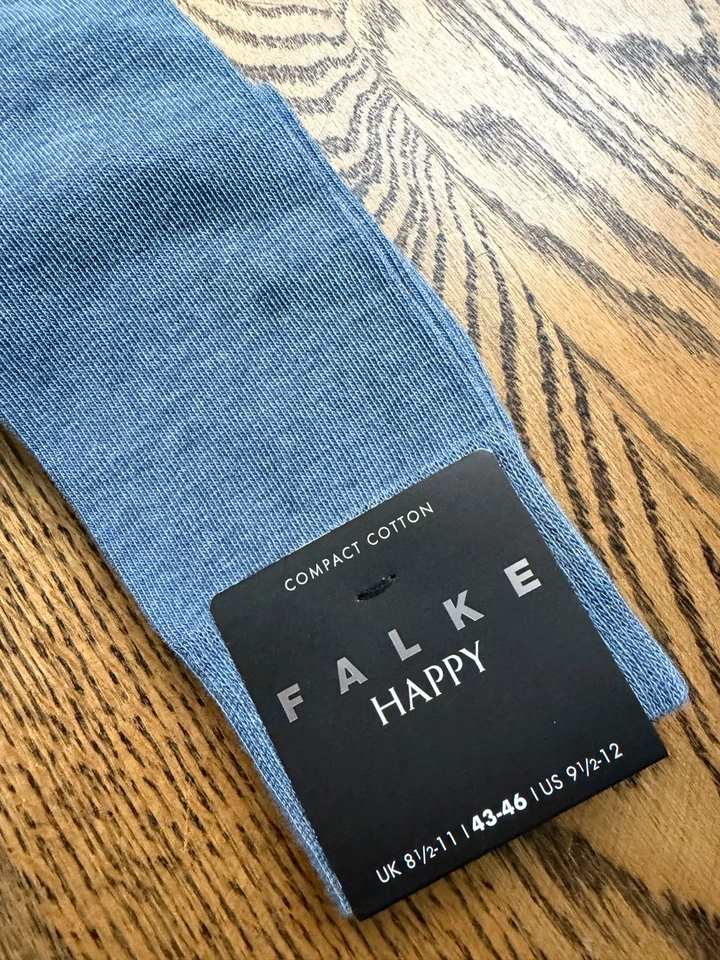 COMPACT COTTON
FALKE
HAPPY
UK 8½-11 | 43-46 | US 9½-12